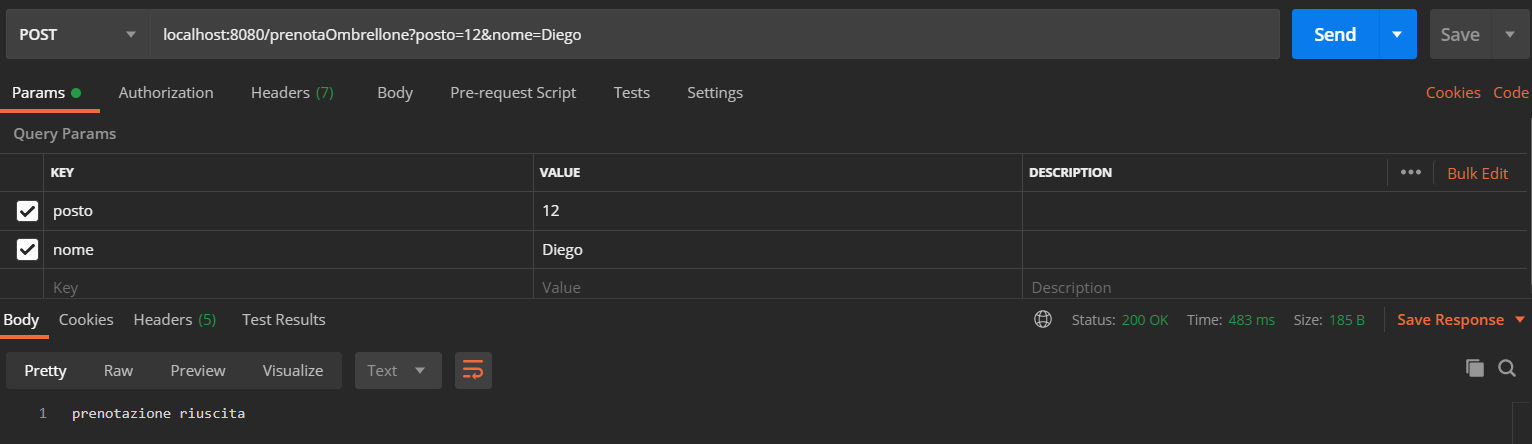 POST localhost:8080/prenotaOmbrellone?posto=12&nome=Diego Send Save
Params Authorization Headers (7) Body Pre-request Script Tests Settings Cookies Code
Query Params
KEY VALUE DESCRIPTION ••• Bulk Edit
posto 12
nome Diego
Key Value Description
Body Cookies Headers (5) Test Results Status: 200 OK Time: 483 ms Size: 185 B Save Response
Pretty Raw Preview Visualize Text
1 prenotazione riuscita